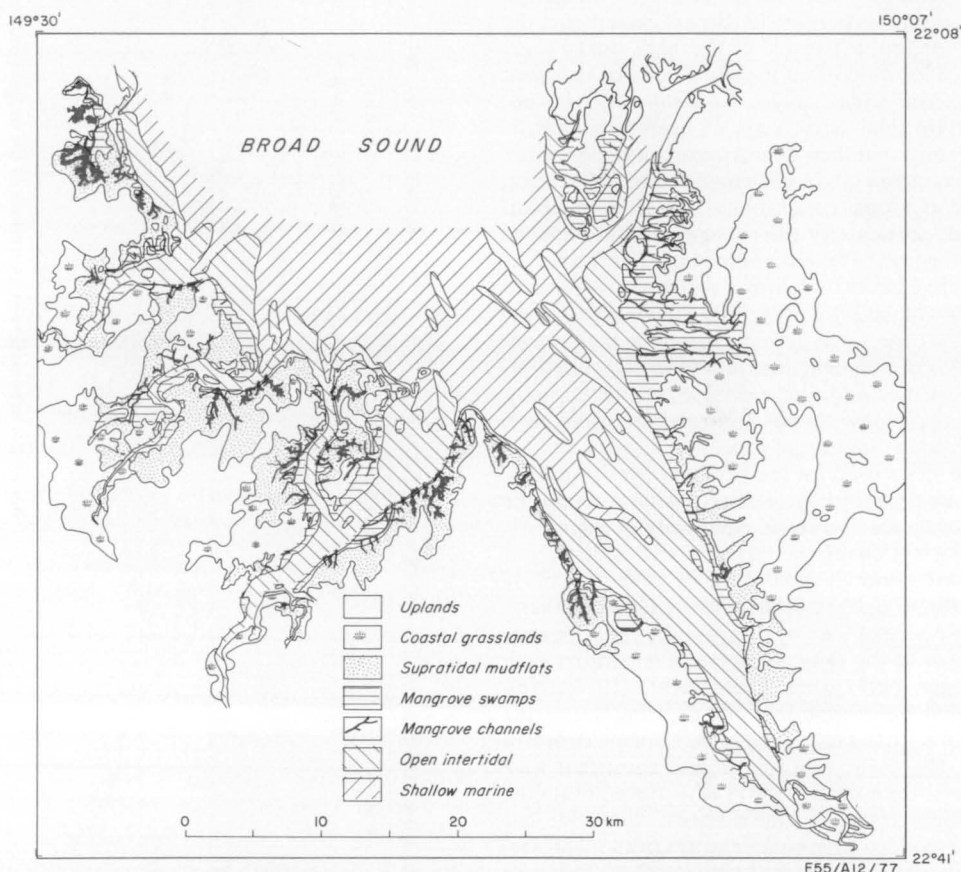 149°30'
150°07'
22°08'
BROAD SOUND
Uplands
Coastal grasslands
Supratidal mudflats
Mangrove swamps
Mangrove channels
Open intertidal
Shallow marine
0 10 20 30 km
22°41'
F55/A12/77